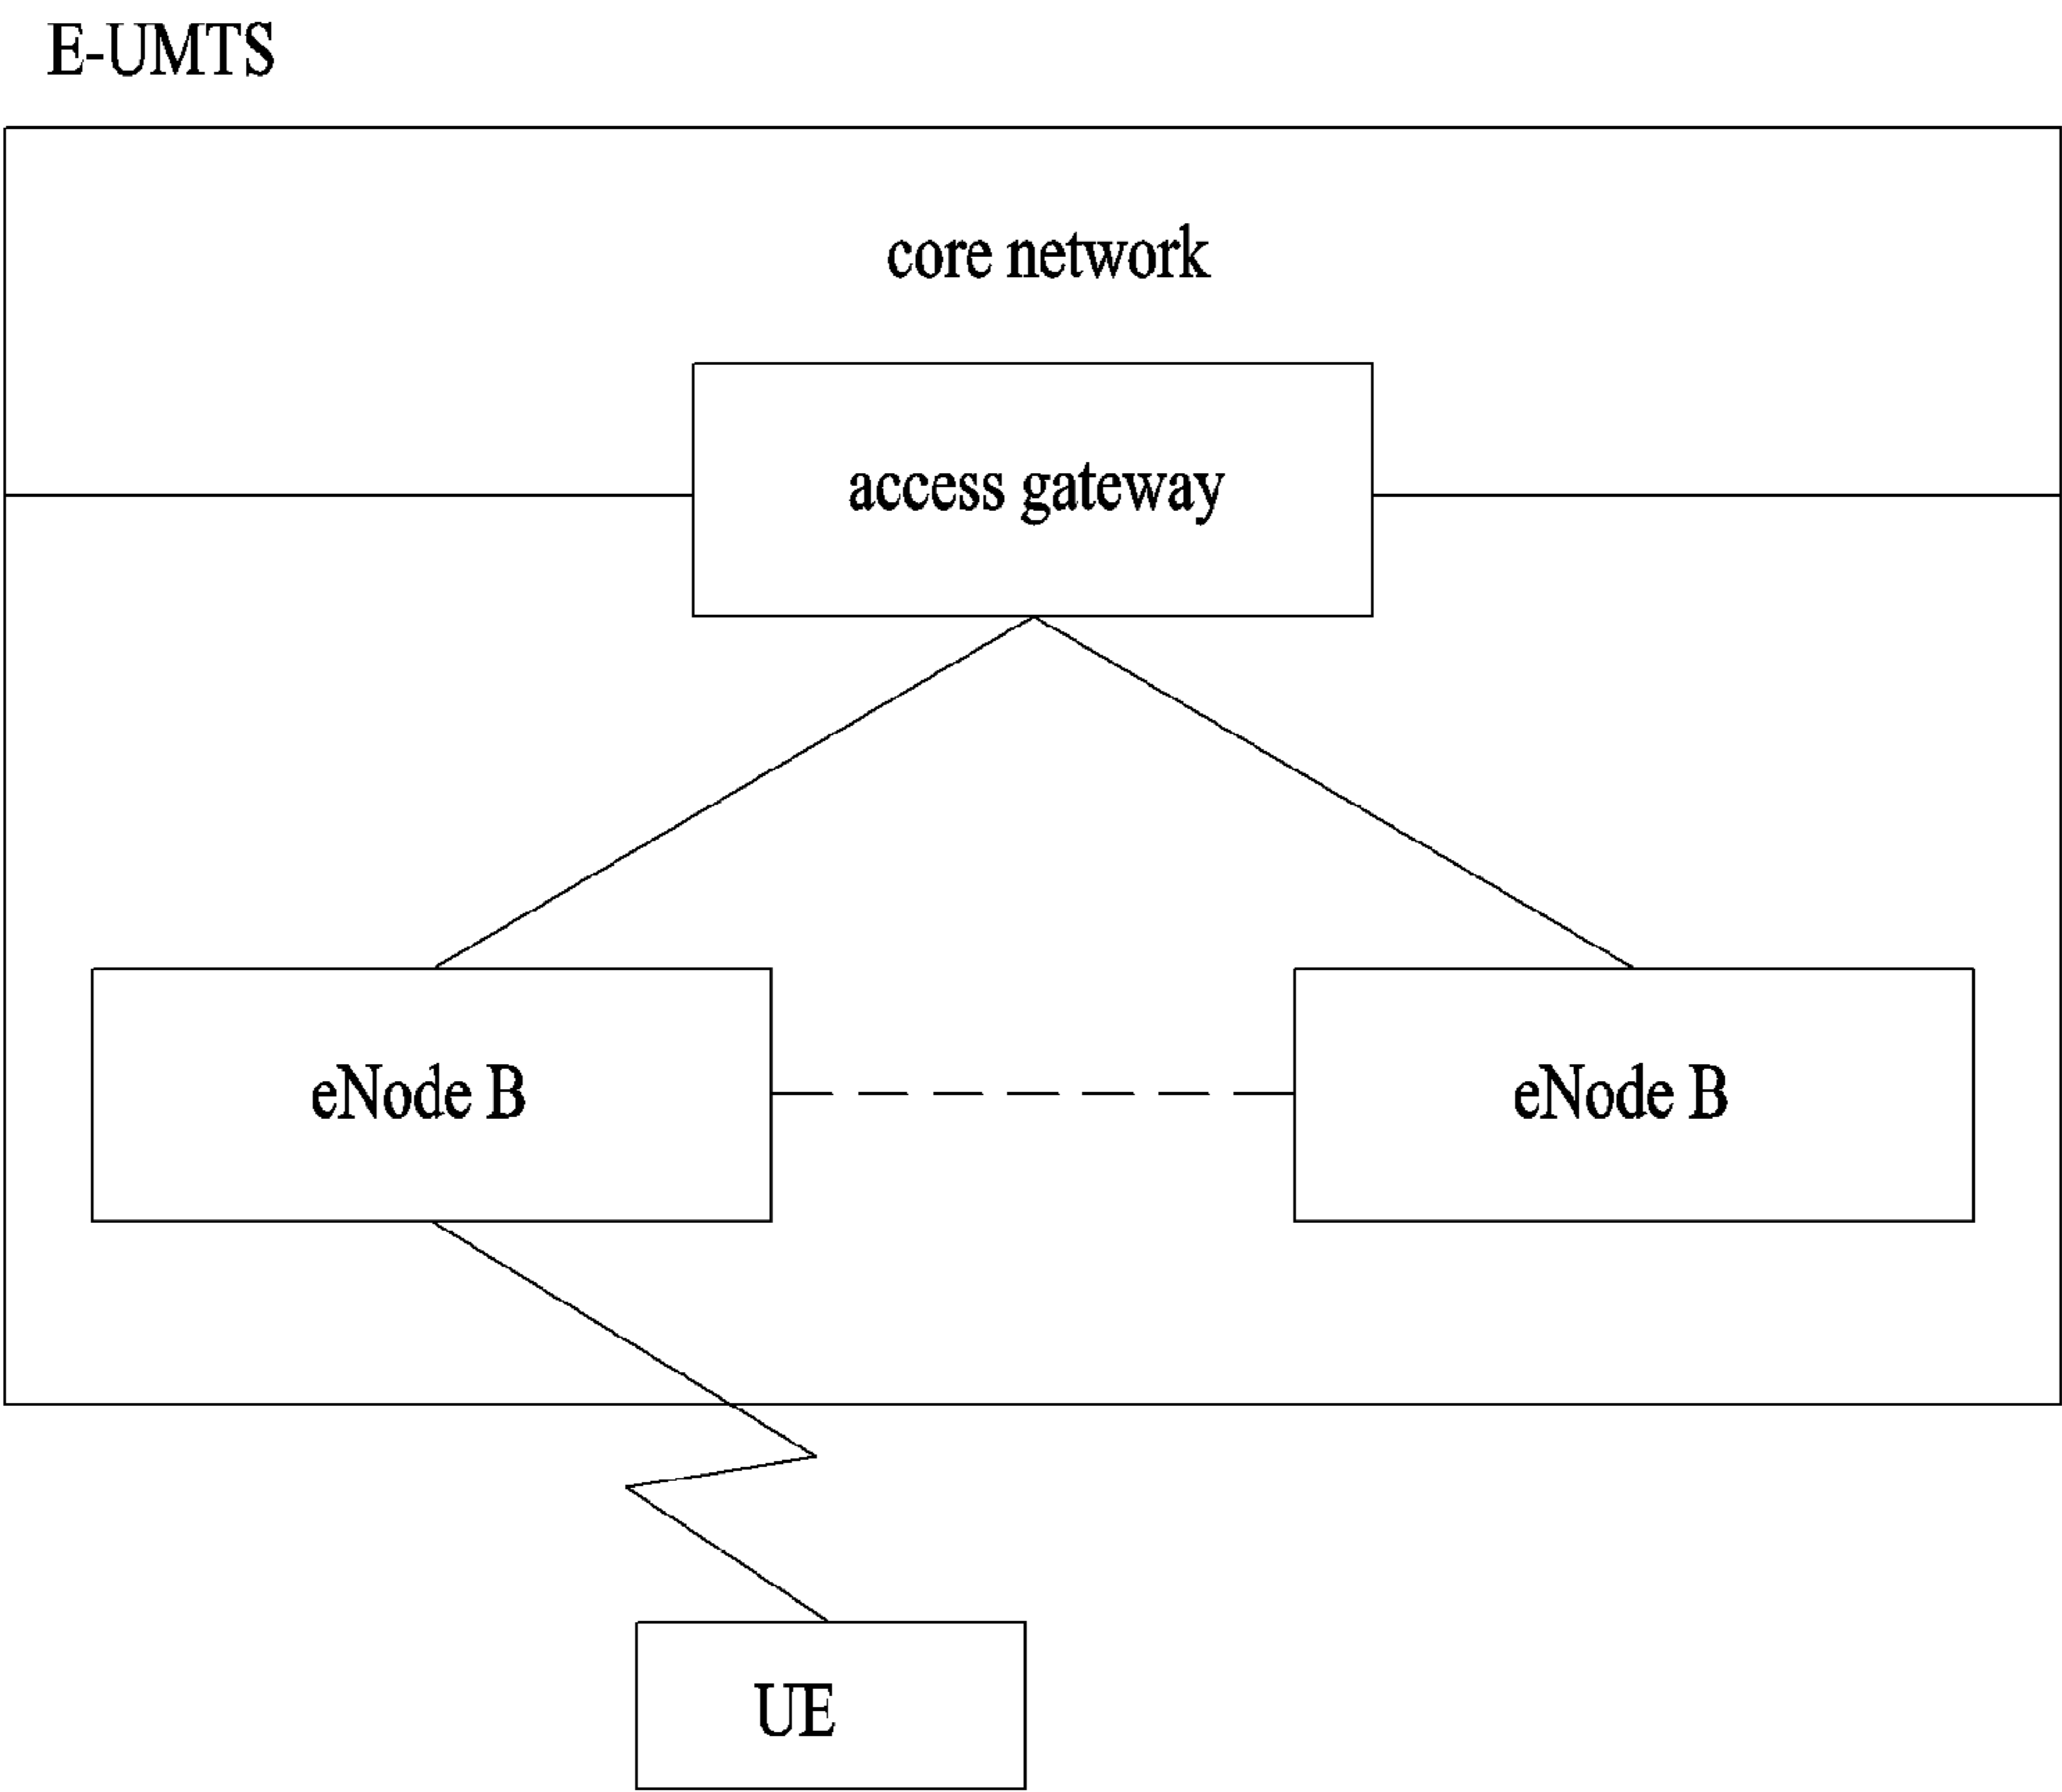 E-UMTS
core network
access gateway
eNode B
eNode B
UE